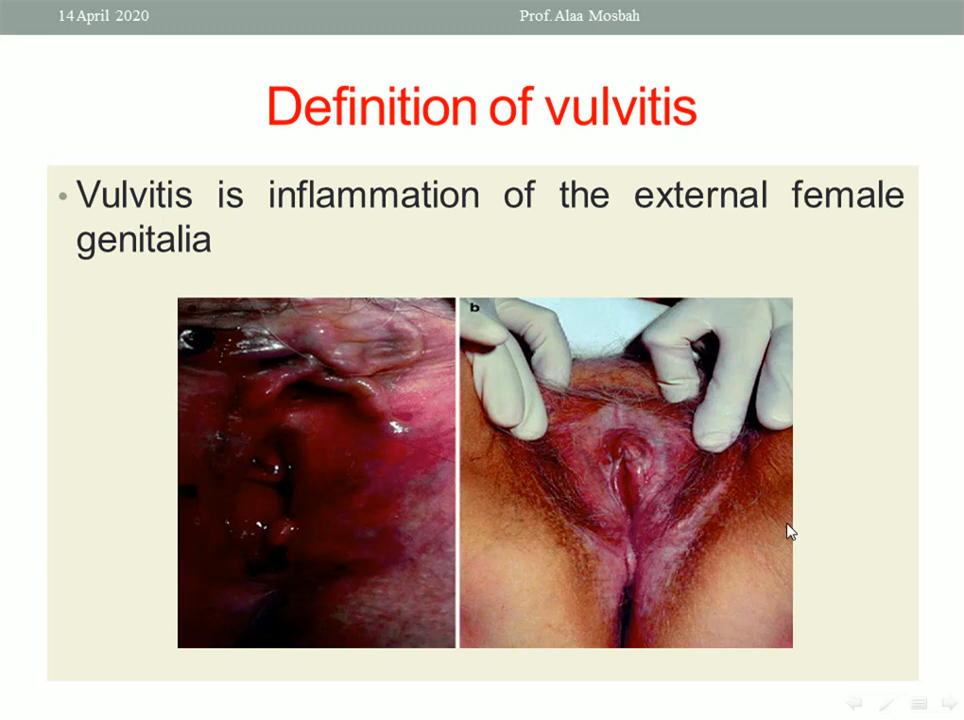 14 April 2020 Prof. Alaa Mosbah
Definition of vulvitis
• Vulvitis is inflammation of the external female
genitalia
b